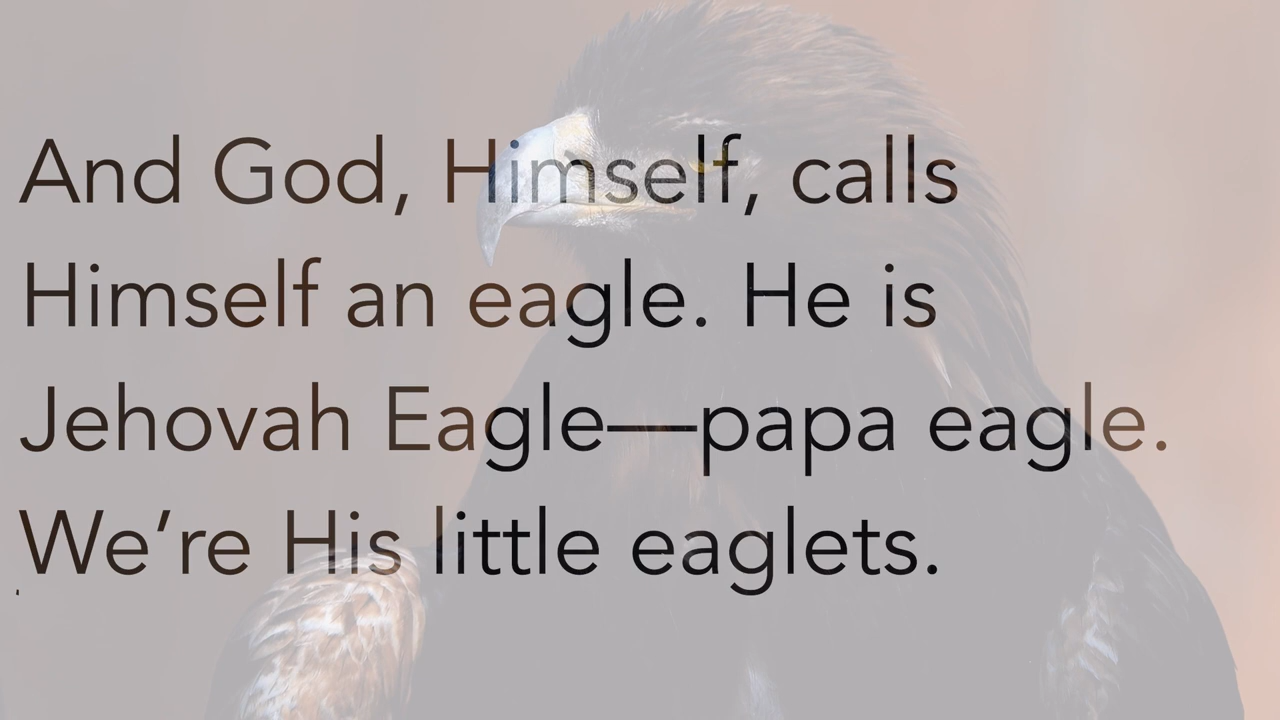 And God, Himself, calls
Himself an eagle. He is
Jehovah Eagle—papa eagle.
We’re His little eaglets.